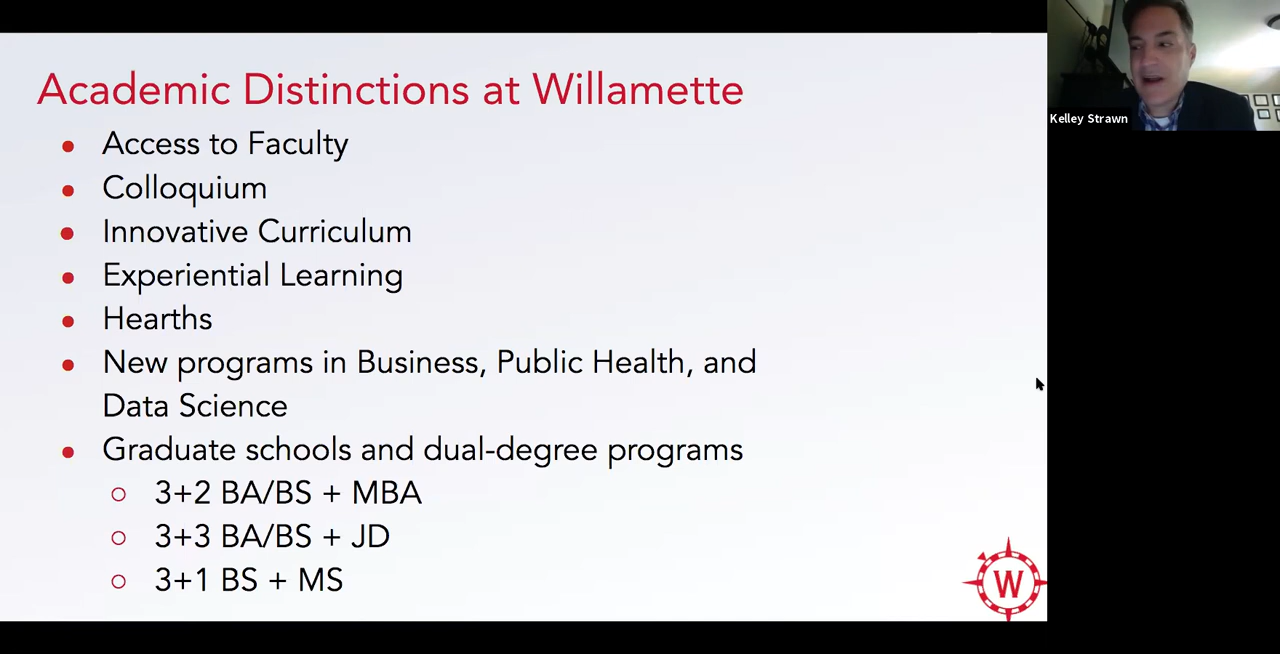 Academic Distinctions at Willamette
Kelley Strawn
• Access to Faculty
• Colloquium
• Innovative Curriculum
• Experiential Learning
• Hearths
• New programs in Business, Public Health, and
Data Science
• Graduate schools and dual-degree programs
○ 3+2 BA/BS + MBA
○ 3+3 BA/BS + JD
○ 3+1 BS + MS
W